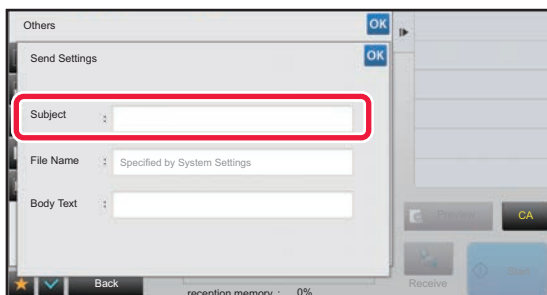 Others
OK
Send Settings
OK
Subject :
File Name : Specified by System Settings
Body Text :
Preview
CA
Back
reception memory : 0%
Receive
Start